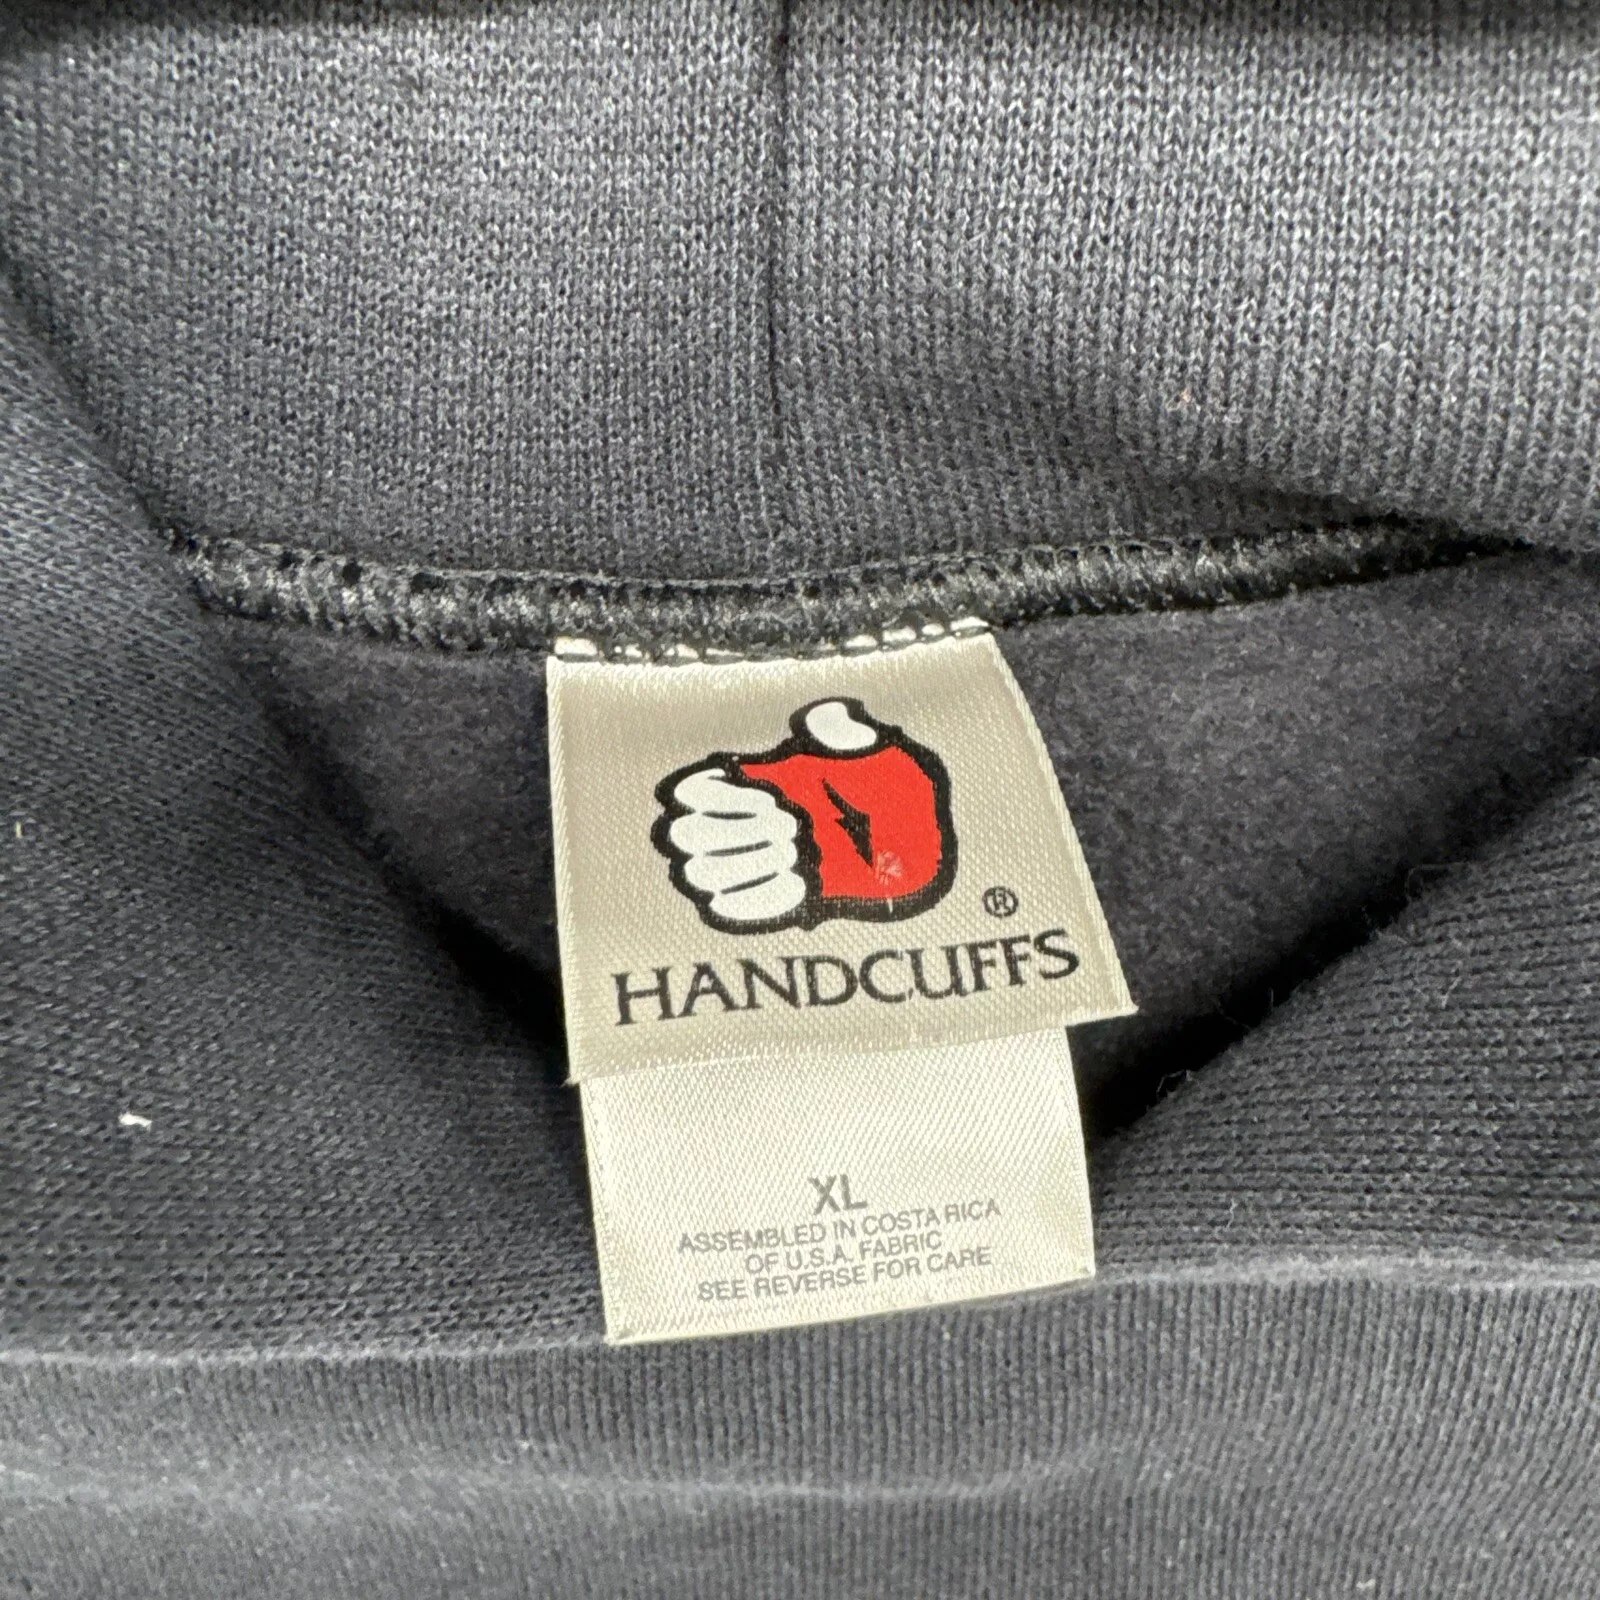 ®
HANDCUFFS
XL
ASSEMBLED IN COSTA RICA
OF U.S.A. FABRIC
SEE REVERSE FOR CARE